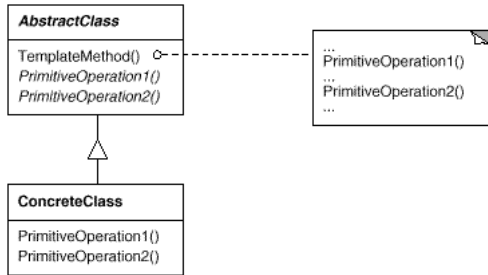 AbstractClass
TemplateMethod()
PrimitiveOperation1()
PrimitiveOperation2()
...
PrimitiveOperation1()
...
PrimitiveOperation2()
...
ConcreteClass
PrimitiveOperation1()
PrimitiveOperation2()